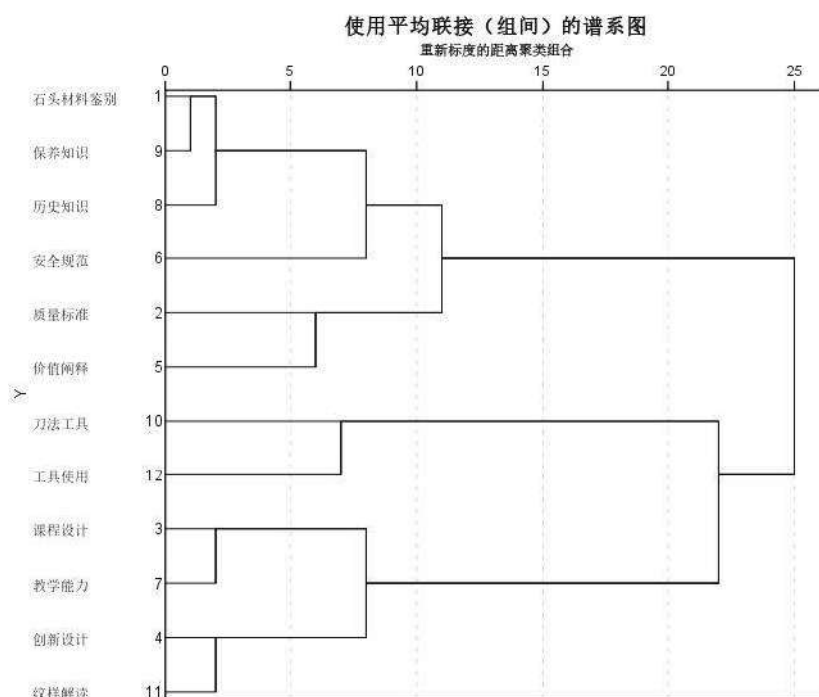 使用平均联接（组间）的谱系图
重新标度的距离聚类组合
0 5 10 15 20 25
石头材料鉴别 1
保养知识 9
历史知识 8
安全规范 6
质量标准 2
价值阐释 5
Y
刀法工具 10
工具使用 12
课程设计 3
教学能力 7
创新设计 4
纹样解读 11